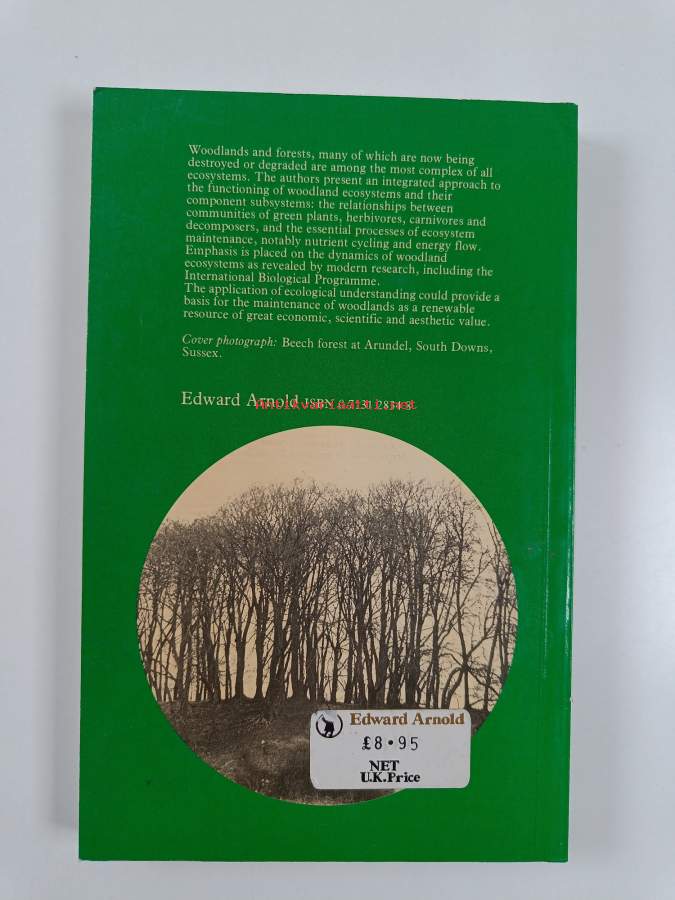 Woodlands and forests, many of which are now being
destroyed or degraded are among the most complex of all
ecosystems. The authors present an integrated approach to
the functioning of woodland ecosystems and their
component subsystems: the relationships between
communities of green plants, herbivores, carnivores and
decomposers, and the essential processes of ecosystem
maintenance, notably nutrient cycling and energy flow.
Emphasis is placed on the dynamics of woodland
ecosystems as revealed by modern research, including the
International Biological Programme.
The application of ecological understanding could provide a
basis for the maintenance of woodlands as a renewable
resource of great economic, scientific and aesthetic value.
Cover photograph: Beech forest at Arundel, South Downs,
Sussex.
Edward Arnold ISBN
Antikvariaatti.net
Edward Arnold
£8·95
NET
U.K.Price